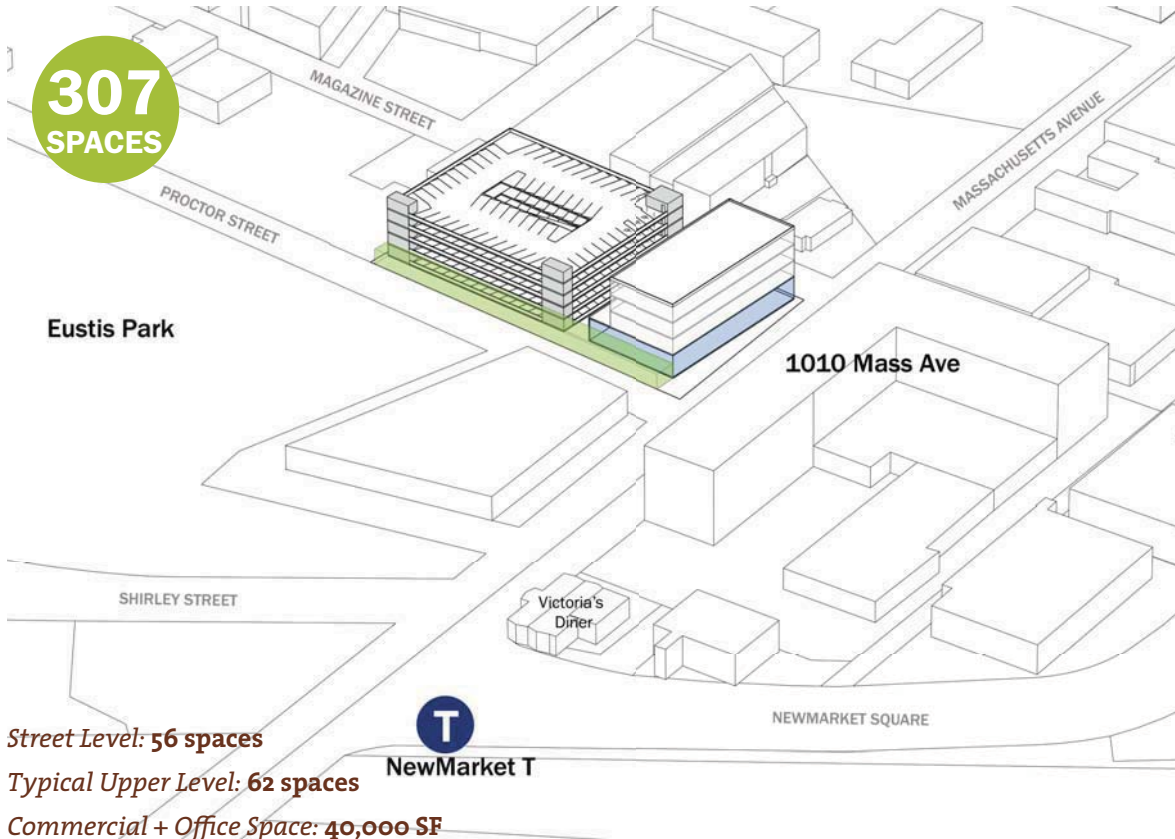 307
SPACES
MAGAZINE STREET
MASSACHUSETTS AVENUE
PROCTOR STREET
Eustis Park
1010 Mass Ave
SHIRLEY STREET
Victoria's
Diner
NEWMARKET SQUARE
T
NewMarket T
Street Level: 56 spaces
Typical Upper Level: 62 spaces
Commercial + Office Space: 40,000 SF